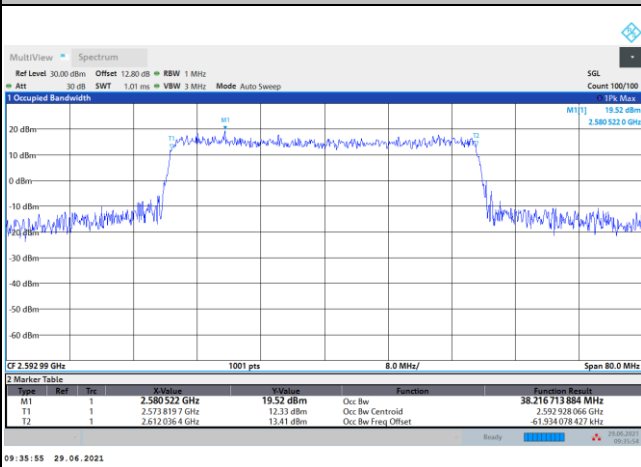 MultiView Spectrum
Ref Level 30.00 dBm Offset 12.80 dB RBW 1 MHz SGL
Att 30 dB SWT 1.01 ms VBW 3 MHz Mode Auto Sweep Count 100/100
1 Occupied Bandwidth 1Pk Max
M1[1] 19.52 dBm
2.580 522 0 GHz
M1
20 dBm
T1 T2
10 dBm
0 dBm
-10 dBm
-20 dBm
-30 dBm
-40 dBm
-50 dBm
-60 dBm
CF 2.592 99 GHz 1001 pts 8.0 MHz/ Span 80.0 MHz
2 Marker Table
Type Ref Trc X-Value Y-Value Function Function Result
M1 1 2.580 522 GHz 19.52 dBm Occ Bw 38.216 713 884 MHz
T1 1 2.573 819 7 GHz 12.33 dBm Occ Bw Centroid 2.592 928 066 GHz
T2 1 2.612 036 4 GHz 13.41 dBm Occ Bw Freq Offset -61.934 078 427 kHz
Ready 29.06.2021
09:35:54
09:35:55 29.06.2021